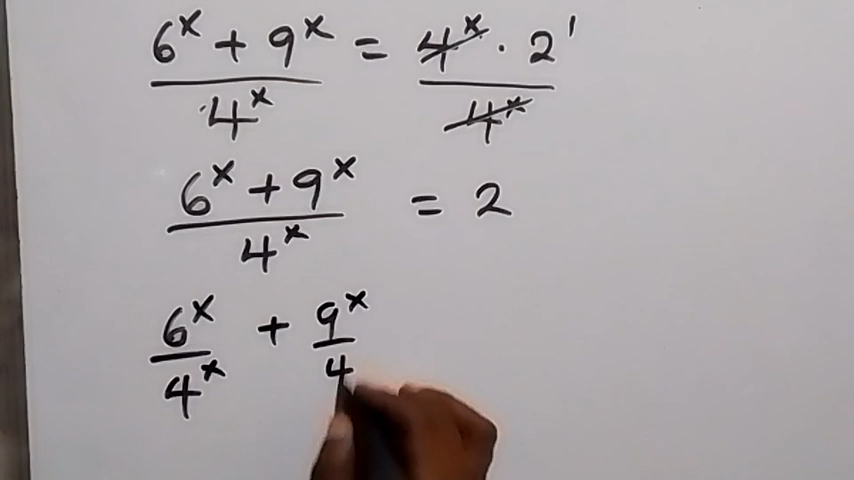 6^x + 9^x / 4^x = 4^x · 2^1 / 4^x
6^x + 9^x / 4^x = 2
6^x / 4^x + 9^x / 4